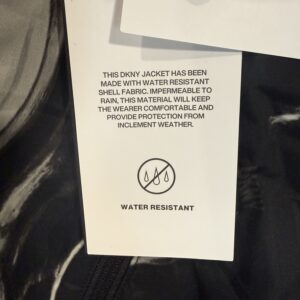 THIS DKNY JACKET HAS BEEN
MADE WITH WATER RESISTANT
SHELL FABRIC. IMPERMEABLE TO
RAIN, THIS MATERIAL WILL KEEP
THE WEARER COMFORTABLE AND
PROVIDE PROTECTION FROM
INCLEMENT WEATHER.
WATER RESISTANT